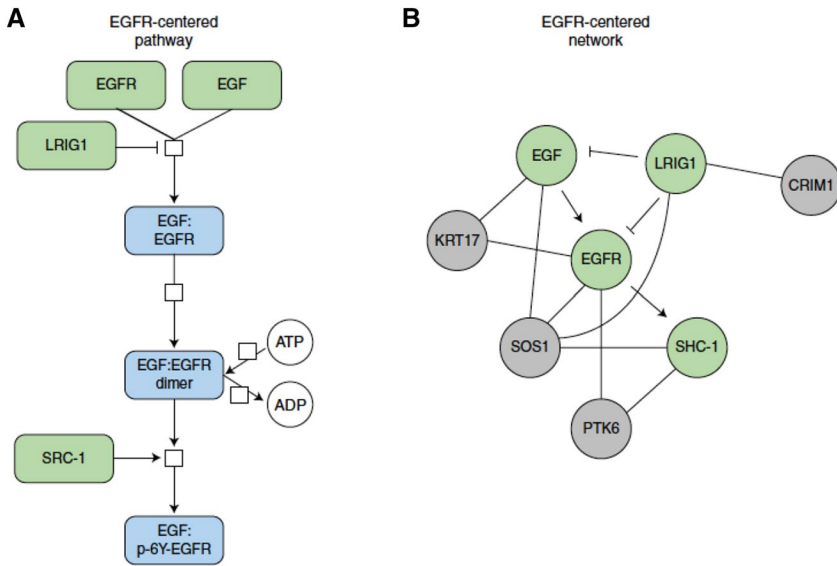 A
EGFR-centered
pathway
EGFR
EGF
LRIG1
EGF:
EGFR
EGF:EGFR
dimer
ATP
ADP
SRC-1
EGF:
p-6Y-EGFR
B
EGFR-centered
network
EGF
LRIG1
CRIM1
KRT17
EGFR
SOS1
SHC-1
PTK6